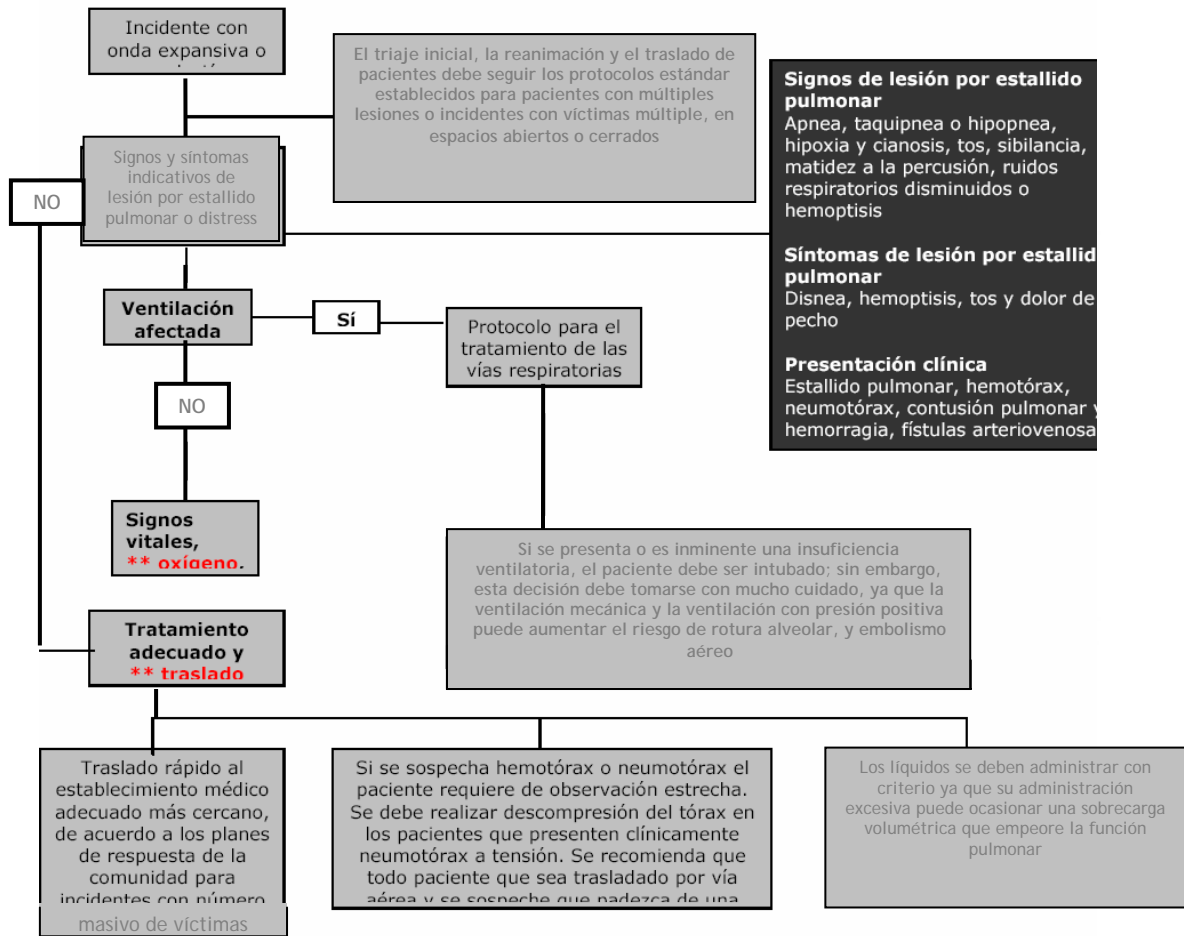 Incidente con
onda expansiva o
El triaje inicial, la reanimación y el traslado de
pacientes debe seguir los protocolos estándar
establecidos para pacientes con múltiples
lesiones o incidentes con víctimas múltiple, en
espacios abiertos o cerrados
Signos de lesión por estallido
pulmonar
Apnea, taquipnea o hipopnea,
hipoxia y cianosis, tos, sibilancia,
matidez a la percusión, ruidos
respiratorios disminuidos o
hemoptisis
Síntomas de lesión por estallid
pulmonar
Disnea, hemoptisis, tos y dolor de
pecho
Presentación clínica
Estallido pulmonar, hemotórax,
neumotórax, contusión pulmonar y
hemorragia, fístulas arteriovenosa
Signos y síntomas
indicativos de
lesión por estallido
pulmonar o distress
NO
Ventilación
afectada
Sí
Protocolo para el
tratamiento de las
vías respiratorias
NO
Signos
vitales,
** oxígeno.
Si se presenta o es inminente una insuficiencia
ventilatoria, el paciente debe ser intubado; sin embargo,
esta decisión debe tomarse con mucho cuidado, ya que la
ventilación mecánica y la ventilación con presión positiva
puede aumentar el riesgo de rotura alveolar, y embolismo
aéreo
Tratamiento
adecuado y
** traslado
Traslado rápido al
establecimiento médico
adecuado más cercano,
de acuerdo a los planes
de respuesta de la
comunidad para
incidentes con número
masivo de víctimas
Si se sospecha hemotórax o neumotórax el
paciente requiere de observación estrecha.
Se debe realizar descompresión del tórax en
los pacientes que presenten clínicamente
neumotórax a tensión. Se recomienda que
todo paciente que sea trasladado por vía
aérea y se sospeche que padezca de una
Los líquidos se deben administrar con
criterio ya que su administración
excesiva puede ocasionar una sobrecarga
volumétrica que empeore la función
pulmonar